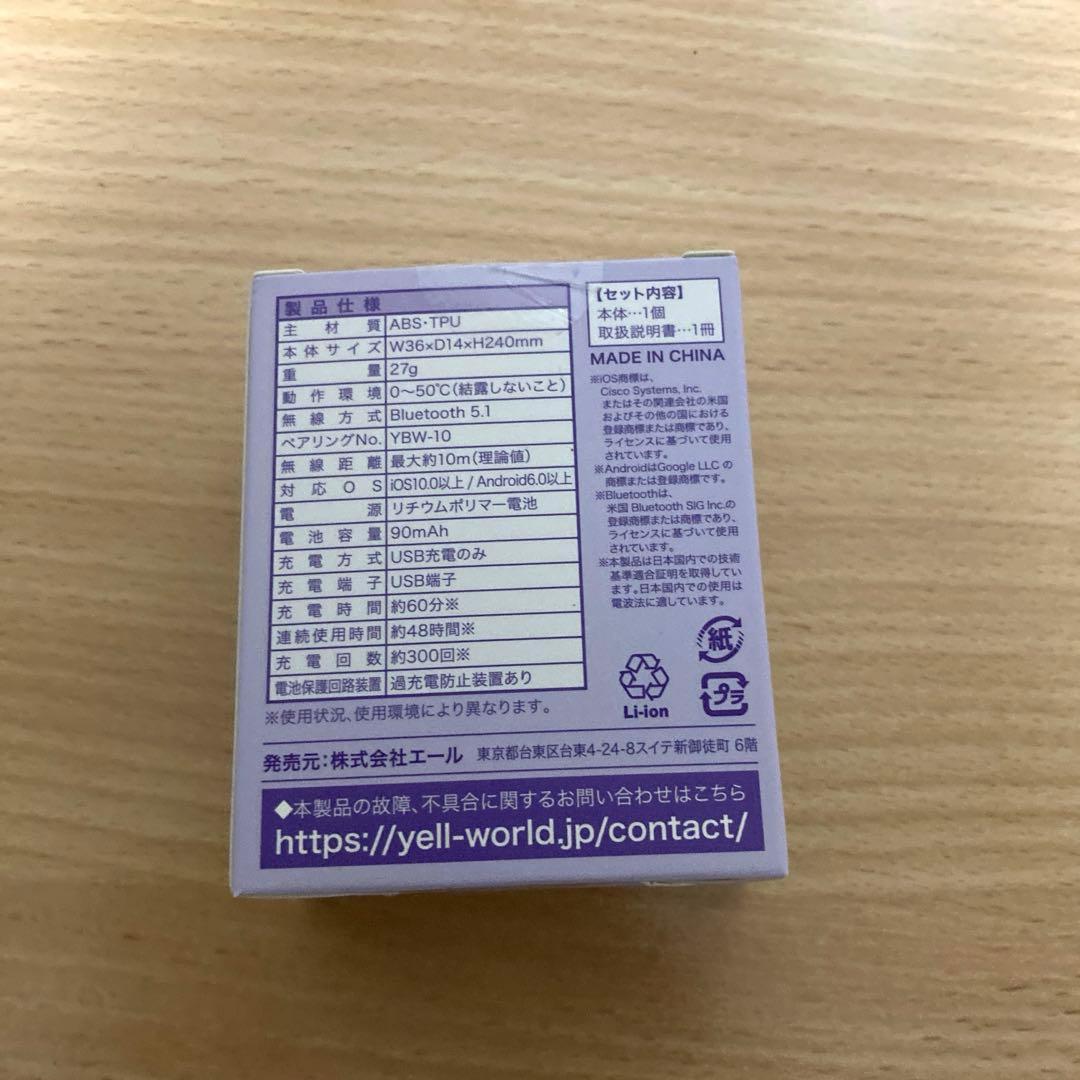 製品仕様
主材質 ABS・TPU
本体サイズ W36×D14×H240mm
重量 27g
動作環境 0～50℃（結露しないこと）
無線方式 Bluetooth 5.1
ペアリングNo. YBW-10
無線距離 最大約10m（理論値）
対応OS iOS10.0以上 / Android6.0以上
電源 リチウムポリマー電池
電池容量 90mAh
充電方式 USB充電のみ
充電端子 USB端子
充電時間 約60分※
連続使用時間 約48時間※
充電回数 約300回※
電池保護回路装置 過充電防止装置あり
※使用状況、使用環境により異なります。
【セット内容】
本体…1個
取扱説明書…1冊
MADE IN CHINA
※iOS商標は、
Cisco Systems, Inc.
またはその関連会社の米国
およびその他の国における
登録商標または商標であり、
ライセンスに基づいて使用
されています。
※AndroidはGoogle LLC の
商標または登録商標です。
※Bluetoothは、
米国 Bluetooth SIG Inc.の
登録商標または商標であり、
ライセンスに基づいて使用
されています。
※本製品は日本国内での技術
基準適合証明を取得してい
ます。日本国内での使用は
電波法に適しています。
紙
Li-ion
プラ
発売元：株式会社エール 東京都台東区台東4-24-8スイテ新御徒町 6階
◆本製品の故障、不具合に関するお問い合わせはこちら
https://yell-world.jp/contact/